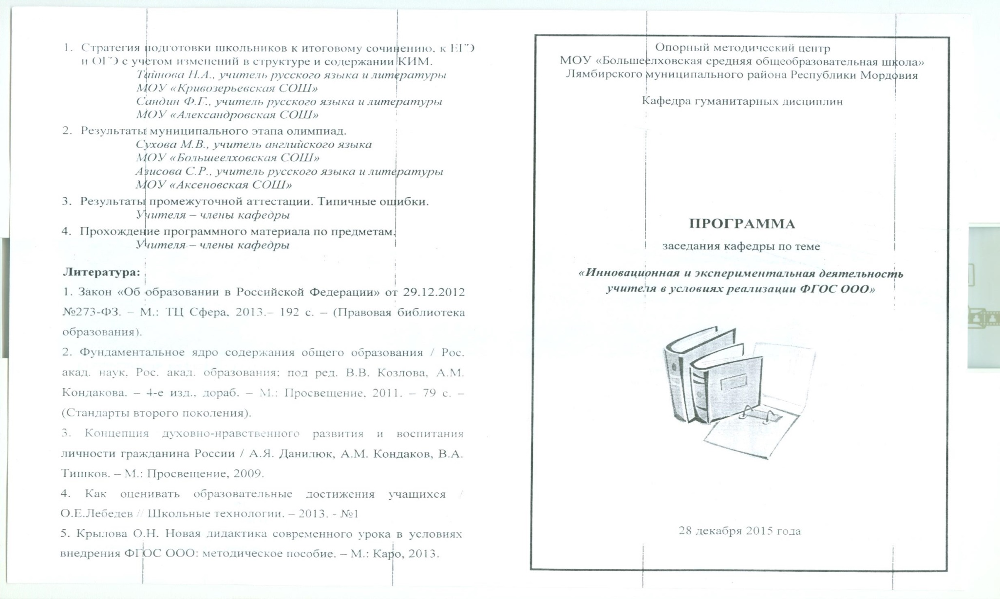 1. Стратегия подготовки школьников к итоговому сочинению, к ЕГЭ
и ОГЭ с учетом изменений в структуре и содержании КИМ.
Тайнова Н.А., учитель русского языка и литературы
МОУ «Кривозерьевская СОШ»
Сандин Ф.Г., учитель русского языка и литературы
МОУ «Александровская СОШ»
2. Результаты муниципального этапа олимпиад.
Сухова М.В., учитель английского языка
МОУ «Большеелховская СОШ»
Азисова С.Р., учитель русского языка и литературы
МОУ «Аксеновская СОШ»
3. Результаты промежуточной аттестации. Типичные ошибки.
Учителя – члены кафедры
4. Прохождение программного материала по предметам.
Учителя – члены кафедры
Литература:
1. Закон «Об образовании в Российской Федерации» от 29.12.2012
№273-ФЗ. – М.: ТЦ Сфера, 2013.– 192 с. – (Правовая библиотека
образования).
2. Фундаментальное ядро содержания общего образования / Рос.
акад. наук, Рос. акад. образования; под ред. В.В. Козлова, А.М.
Кондакова. – 4-е изд., дораб. – М.: Просвещение, 2011. – 79 с. –
(Стандарты второго поколения).
3. Концепция духовно-нравственного развития и воспитания
личности гражданина России / А.Я. Данилюк, А.М. Кондаков, В.А.
Тишков. – М.: Просвещение, 2009.
4. Как оценивать образовательные достижения учащихся /
О.Е.Лебедев // Школьные технологии. – 2013. - №1
5. Крылова О.Н. Новая дидактика современного урока в условиях
внедрения ФГОС ООО: методическое пособие. – М.: Каро, 2013.
Опорный методический центр
МОУ «Большеелховская средняя общеобразовательная школа»
Лямбирского муниципального района Республики Мордовия
Кафедра гуманитарных дисциплин
ПРОГРАММА
заседания кафедры по теме
«Инновационная и экспериментальная деятельность
учителя в условиях реализации ФГОС ООО»
28 декабря 2015 года